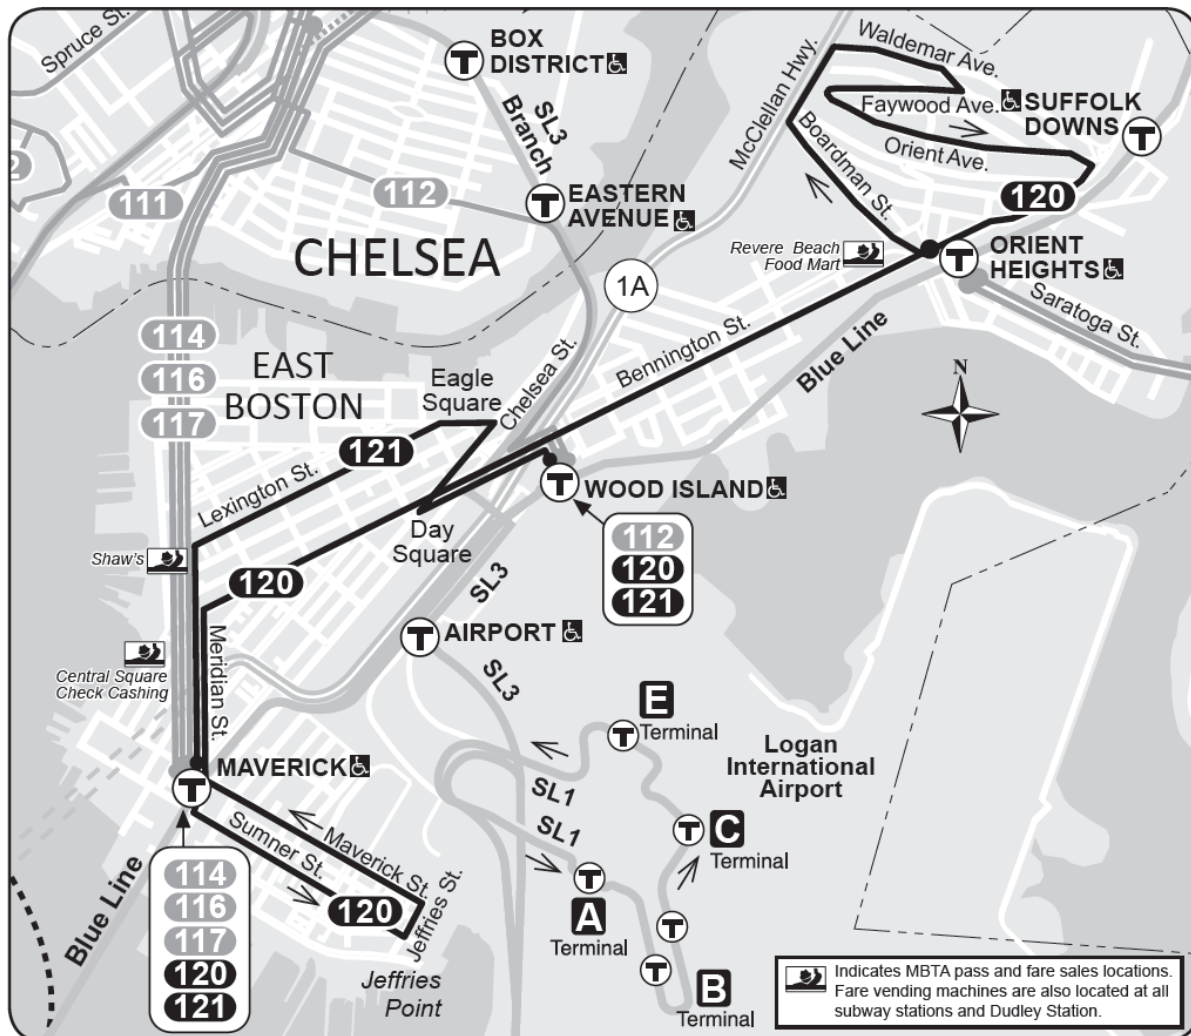 Spruce St.
BOX
DISTRICT
SL3
Branch
McClellan Hwy.
Waldemar Ave.
Faywood Ave.
SUFFOLK
DOWNS
T
T
Orient Ave.
Boardman St.
2
111
112
T
EASTERN
AVENUE
120
CHELSEA
Revere Beach
Food Mart
T
ORIENT
HEIGHTS
1A
Saratoga St.
114
116
117
EAST
BOSTON
Eagle
Square
Chelsea St.
Bennington St.
Blue Line
N
121
Lexington St.
T
WOOD ISLAND
Day
Square
Shaw's
120
112
120
121
SL3
T
AIRPORT
Meridian St.
Central Square
Check Cashing
SL3
E
Terminal
T
Logan
International
Airport
T
MAVERICK
SL1
SL1
Sumner St.
Maverick St.
T
C
Terminal
Blue Line
114
116
117
120
121
120
Jeffries St.
Jeffries
Point
T
A
Terminal
T
T
B
Terminal
Indicates MBTA pass and fare sales locations.
Fare vending machines are also located at all
subway stations and Dudley Station.